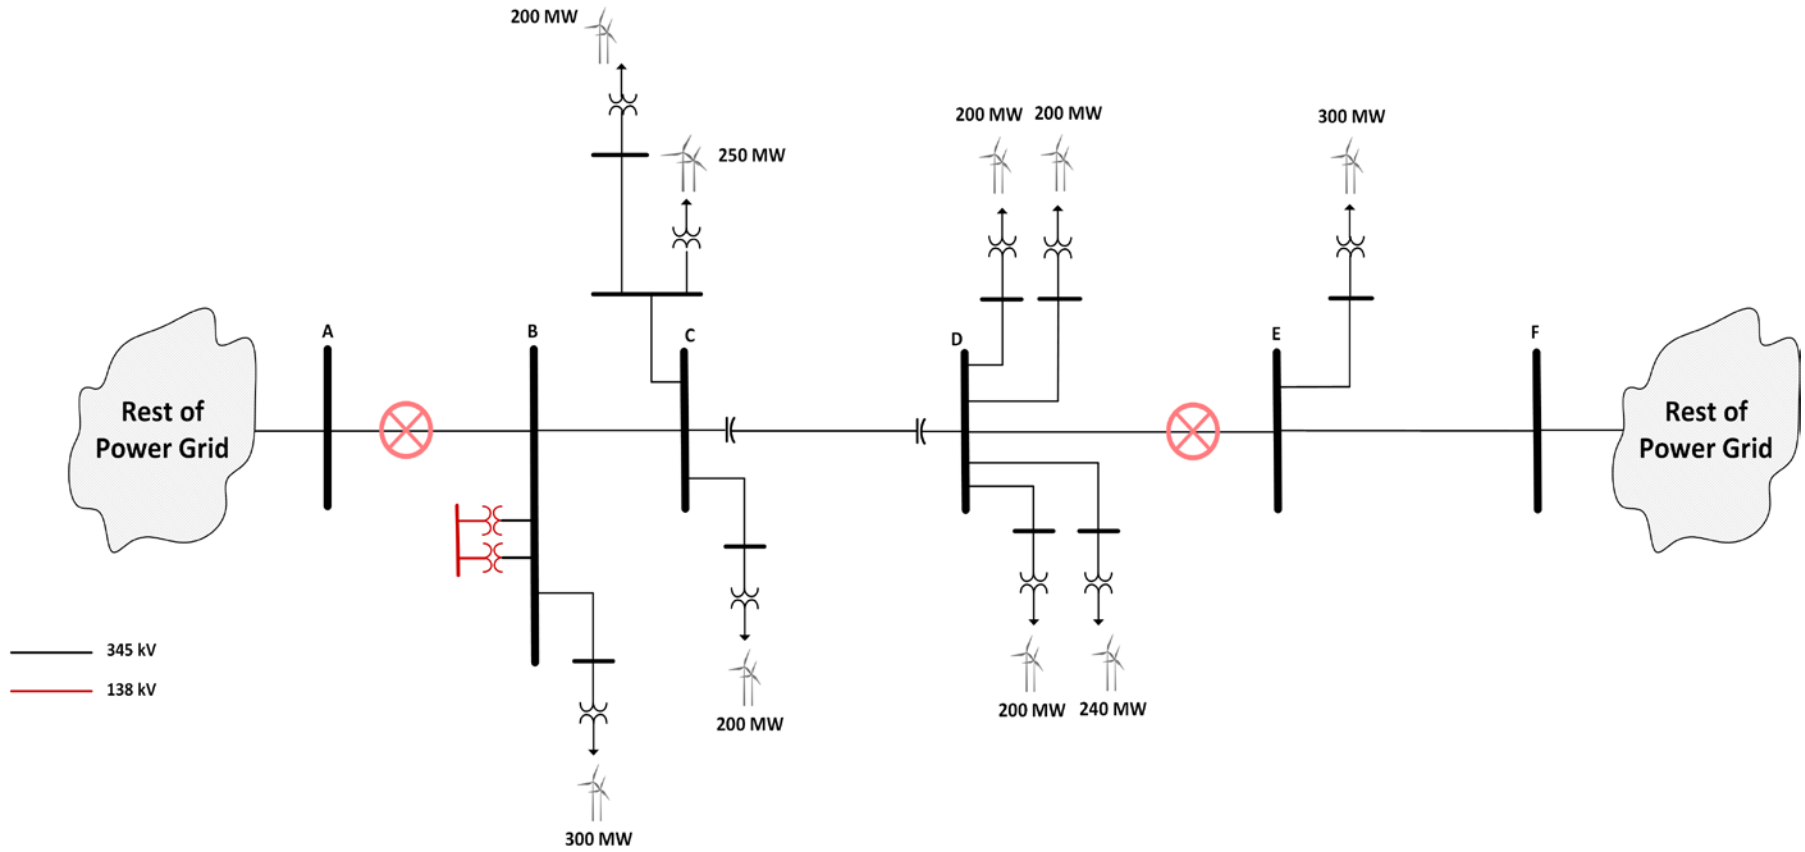 200 MW
250 MW
200 MW
200 MW
300 MW
A
B
C
D
E
F
Rest of
Power Grid
Rest of
Power Grid
345 kV
138 kV
200 MW
240 MW
200 MW
300 MW